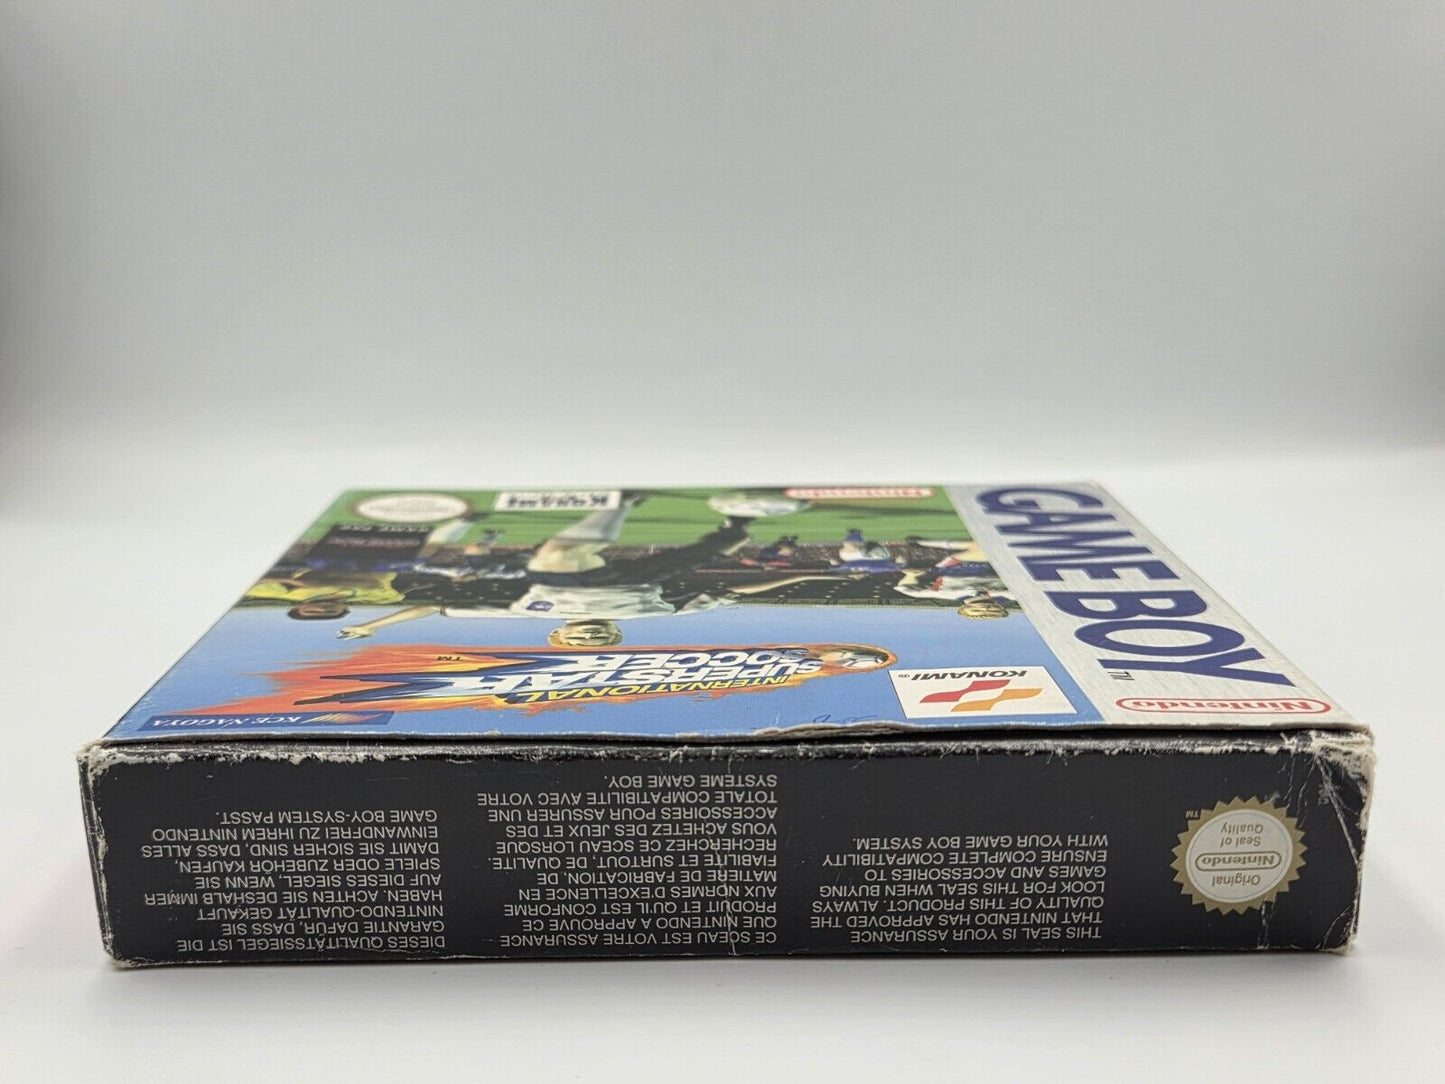 GAME BOY TM
Nintendo
KONAMI®
INTERNATIONAL
SUPERSTAR
SOCCER TM
KCE NAGOYA
Nintendo
Konami
GAME PAK
Original
Nintendo
Seal of
Quality
TM
THIS SEAL IS YOUR ASSURANCE
THAT NINTENDO HAS APPROVED THE
QUALITY OF THIS PRODUCT. ALWAYS
LOOK FOR THIS SEAL WHEN BUYING
GAMES AND ACCESSORIES TO
ENSURE COMPLETE COMPATIBILITY
WITH YOUR GAME BOY SYSTEM.
CE SCEAU EST VOTRE ASSURANCE
QUE NINTENDO A APPROUVE CE
PRODUIT ET QU'IL EST CONFORME
AUX NORMES D'EXCELLENCE EN
MATIERE DE FABRICATION, DE
FIABILITE ET SURTOUT, DE QUALITE.
RECHERCHEZ CE SCEAU LORSQUE
VOUS ACHETEZ DES JEUX ET DES
ACCESSOIRES POUR ASSURER UNE
TOTALE COMPATIBILITE AVEC VOTRE
SYSTEME GAME BOY.
DIESES QUALITÄTSSIEGEL IST DIE
GARANTIE DAFÜR, DASS SIE
NINTENDO-QUALITÄT GEKAUFT
HABEN. ACHTEN SIE DESHALB IMMER
AUF DIESES SIEGEL, WENN SIE
SPIELE ODER ZUBEHÖR KAUFEN,
DAMIT SIE SICHER SIND, DASS ALLES
EINWANDFREI ZU IHREM NINTENDO
GAME BOY-SYSTEM PASST.